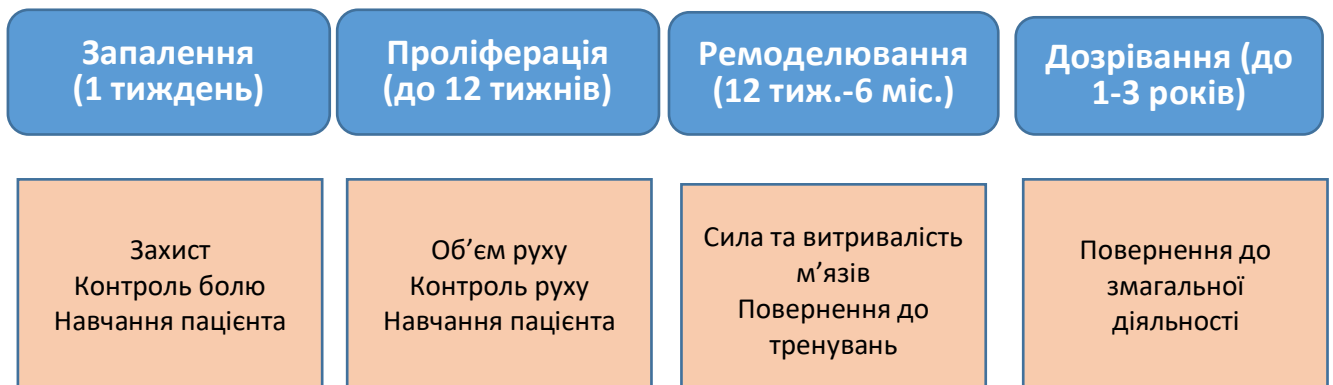 Запалення
(1 тиждень)
Проліферація
(до 12 тижнів)
Ремоделювання
(12 тиж.-6 міс.)
Дозрівання (до
1-3 років)
Захист
Контроль болю
Навчання пацієнта
Об’єм руху
Контроль руху
Навчання пацієнта
Сила та витривалість
м’язів
Повернення до
тренувань
Повернення до
змагальної
діяльності